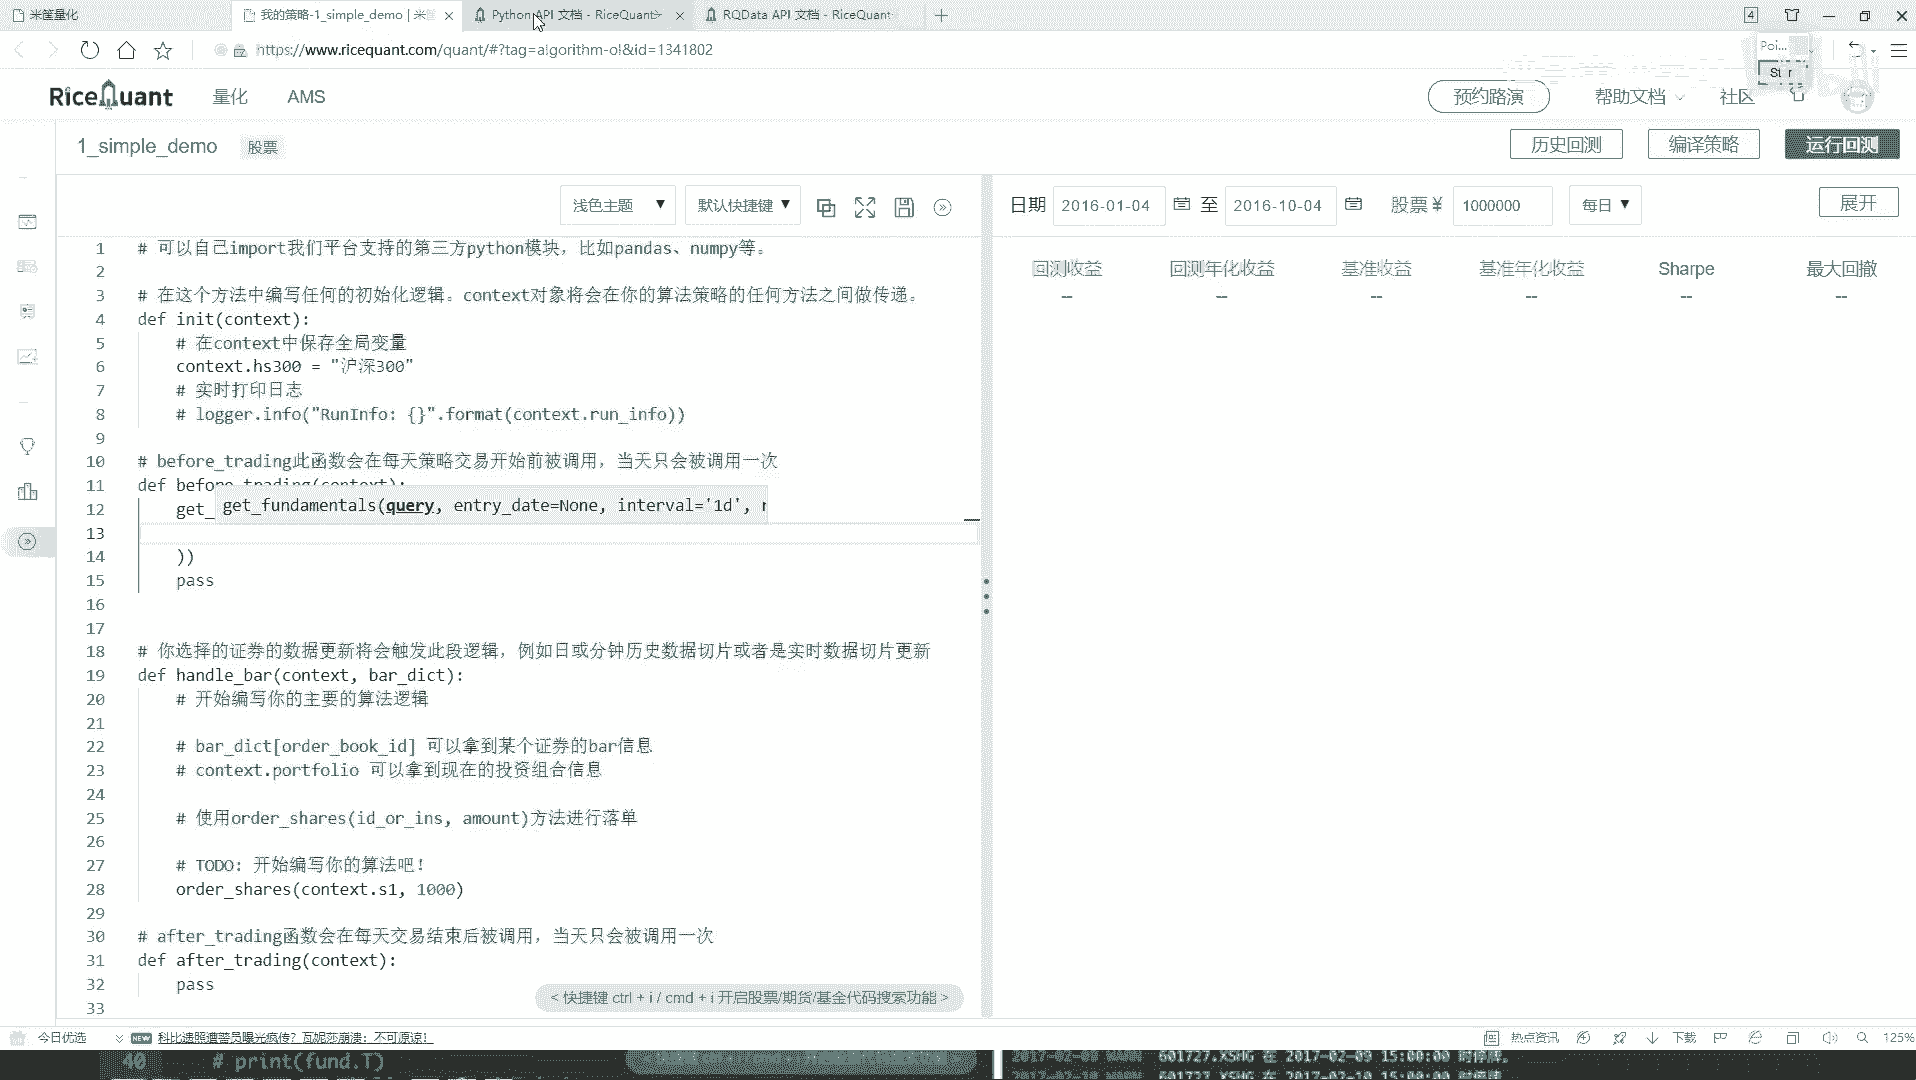 米筐量化
我的策略-1_simple_demo | 米筐
Python API 文档 - RiceQuant
RQData API 文档 - RiceQuant
4
https://www.ricequant.com/quant/#?tag=algorithm-ol&id=1341802
Poi...
Str
RiceQuant
量化
AMS
预约路演
帮助文档
社区
1_simple_demo
股票
历史回测
编译策略
运行回测
浅色主题 ▼
默认快捷键 ▼
日期 2016-01-04 至 2016-10-04 股票 ¥ 1000000 每日 ▼ 展开
回测收益 回测年化收益 基准收益 基准年化收益 Sharpe 最大回撤
-- -- -- -- -- --
1 # 可以自己import我们平台支持的第三方python模块，比如pandas、numpy等。
2
3 # 在这个方法中编写任何的初始化逻辑。context对象将会在你的算法策略的任何方法之间做传递。
4 def init(context):
5 # 在context中保存全局变量
6 context.hs300 = "沪深300"
7 # 实时打印日志
8 # logger.info("RunInfo: {}".format(context.run_info))
9
10 # before_trading此函数会在每天策略交易开始前被调用，当天只会被调用一次
11 def before_trading(context):
12 get_
get_fundamentals(query, entry_date=None, interval='1d', r
13
14 ))
15 pass
16
17
18 # 你选择的证券的数据更新将会触发此段逻辑，例如日或分钟历史数据切片或者是实时数据切片更新
19 def handle_bar(context, bar_dict):
20 # 开始编写你的主要的算法逻辑
21
22 # bar_dict[order_book_id] 可以拿到某个证券的bar信息
23 # context.portfolio 可以拿到现在的投资组合信息
24
25 # 使用order_shares(id_or_ins, amount)方法进行落单
26
27 # TODO: 开始编写你的算法吧！
28 order_shares(context.s1, 1000)
29
30 # after_trading函数会在每天交易结束后被调用，当天只会被调用一次
31 def after_trading(context):
32 pass
33
< 快捷键 ctrl + i / cmd + i 开启股票/期货/基金代码搜索功能 >
今日优选
NEW 科比遗照遭警员曝光疯传？瓦妮莎崩溃：不可原谅！
热点资讯
下载
125%
40 # print(fund.T)
601727.XSHG 在 2017-02-09 15:00:00 时停牌。
2017-02-10 WARN 601727.XSHG 在 2017-02-10 15:00:00 时停牌。